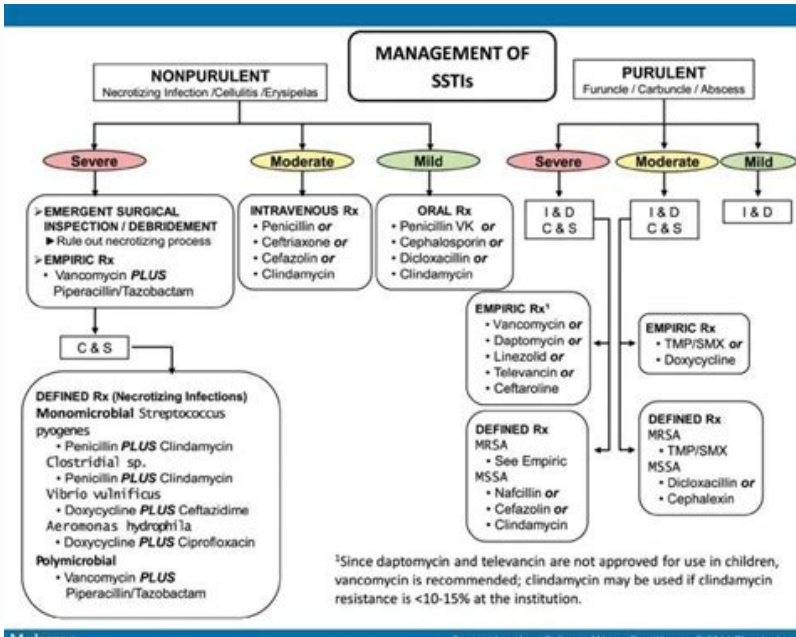 MANAGEMENT OF
SSTIs
NONPURULENT
Necrotizing Infection /Cellulitis /Erysipelas
Severe
Moderate
Mild
➢EMERGENT SURGICAL
INSPECTION / DEBRIDEMENT
►Rule out necrotizing process
➢EMPIRIC Rx
• Vancomycin PLUS
Piperacillin/Tazobactam
INTRAVENOUS Rx
• Penicillin or
• Ceftriaxone or
• Cefazolin or
• Clindamycin
ORAL Rx
• Penicillin VK or
• Cephalosporin or
• Dicloxacillin or
• Clindamycin
C & S
DEFINED Rx (Necrotizing Infections)
Monomicrobial Streptococcus
pyogenes
• Penicillin PLUS Clindamycin
Clostridial sp.
• Penicillin PLUS Clindamycin
Vibrio vulnificus
• Doxycycline PLUS Ceftazidime
Aeromonas hydrophila
• Doxycycline PLUS Ciprofloxacin
Polymicrobial
• Vancomycin PLUS
Piperacillin/Tazobactam
PURULENT
Furuncle / Carbuncle / Abscess
Severe
Moderate
Mild
I & D
C & S
I & D
C & S
I & D
EMPIRIC Rx¹
• Vancomycin or
• Daptomycin or
• Linezolid or
• Televancin or
• Ceftaroline
EMPIRIC Rx
• TMP/SMX or
• Doxycycline
DEFINED Rx
MRSA
• See Empiric
MSSA
• Nafcillin or
• Cefazolin or
• Clindamycin
DEFINED Rx
MRSA
• TMP/SMX
MSSA
• Dicloxacillin or
• Cephalexin
¹Since daptomycin and televancin are not approved for use in children,
vancomycin is recommended; clindamycin may be used if clindamycin
resistance is <10-15% at the institution.